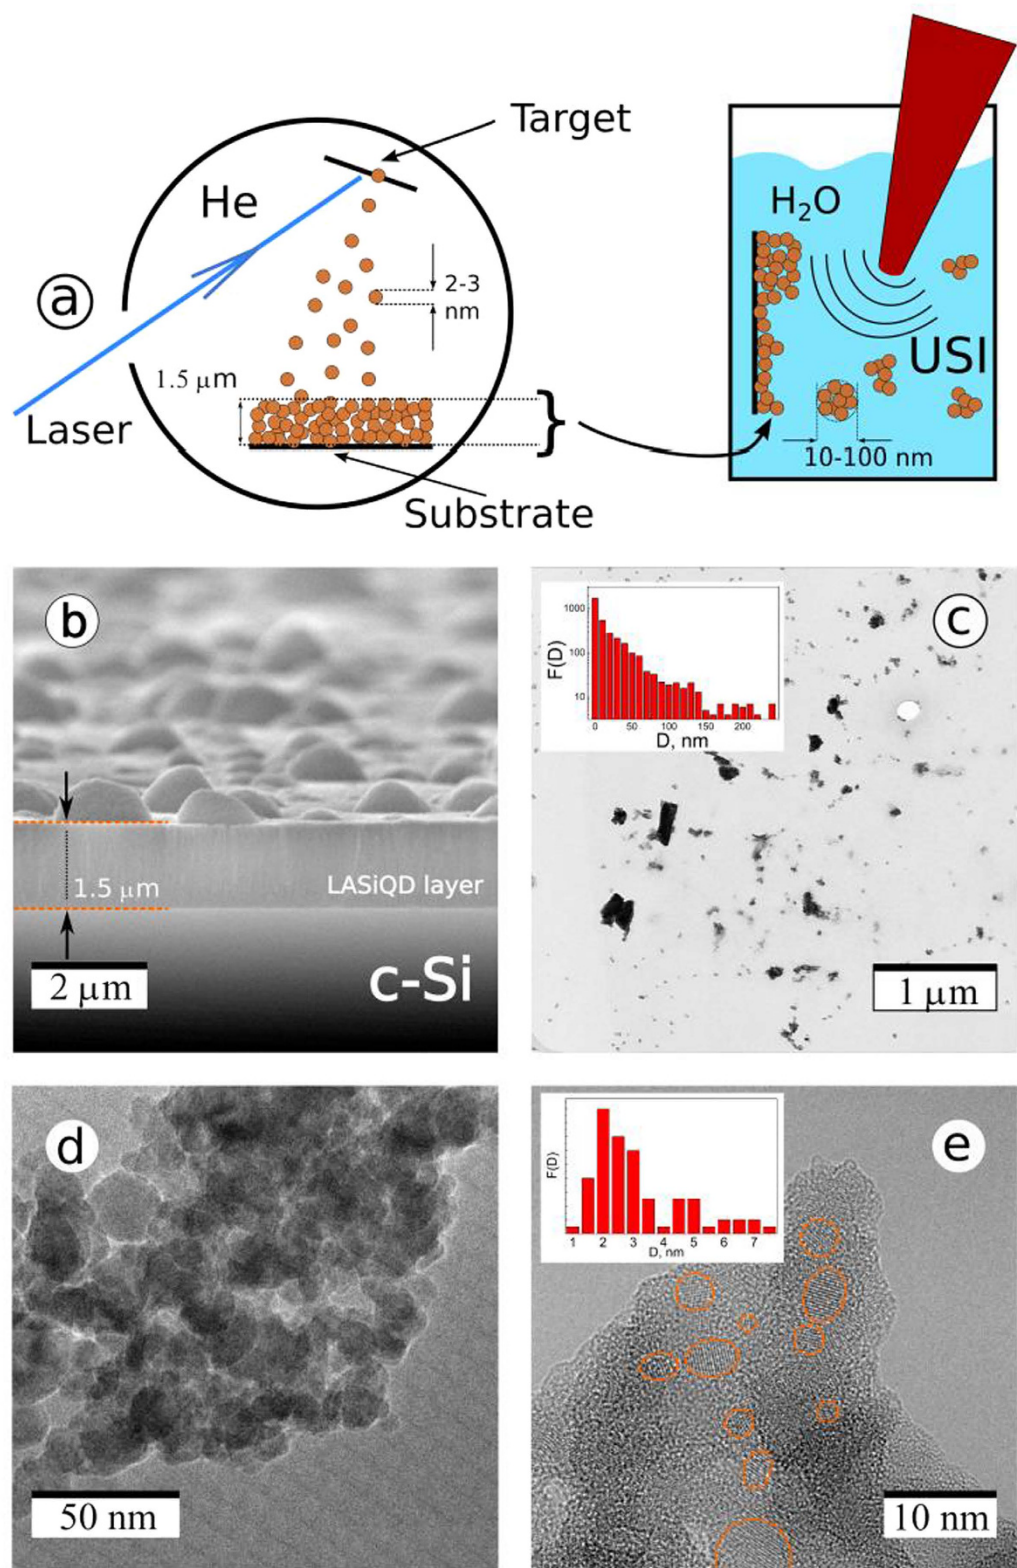 Target
He
H₂O
a
2-3
nm
USI
1.5 μm
Laser
10-100 nm
Substrate
b
1.5 μm
LASiQD layer
2 μm
c-Si
c
F(D)
1000
100
10
0 50 100 150 200
D, nm
1 μm
d
50 nm
e
F(D)
1 2 3 4 5 6 7
D, nm
10 nm